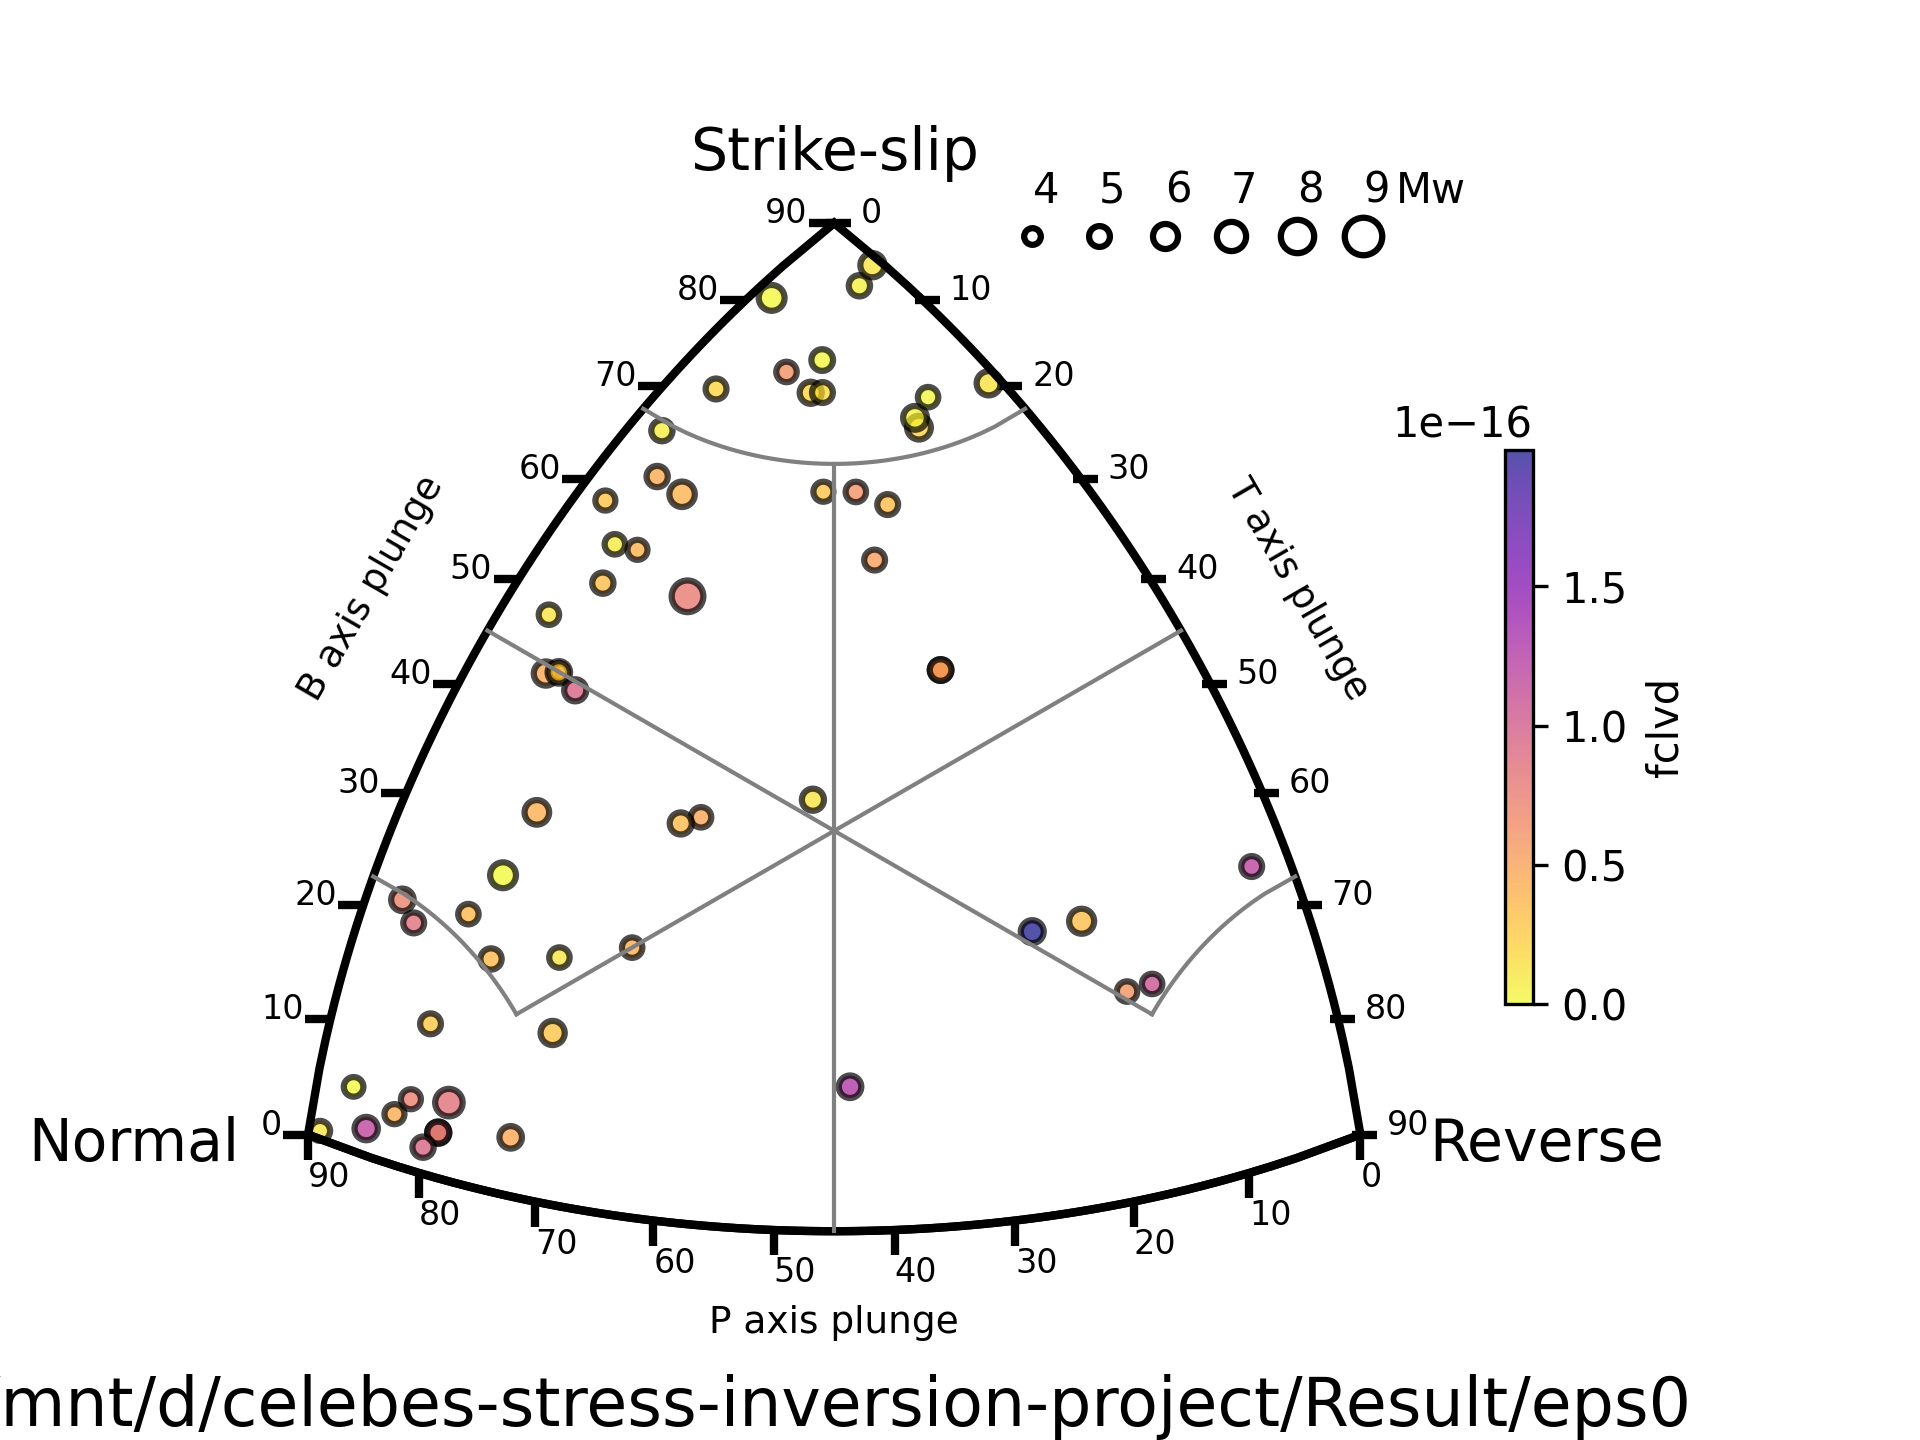 Strike-slip
4 5 6 7 8 9 Mw
90 0
80 10
70 20
60 30
50 40
40 50
30 60
20 70
10 80
0 90
B axis plunge
T axis plunge
1e−16
1.5
1.0
0.5
0.0
fclvd
Normal
Reverse
90 80 70 60 50 40 30 20 10 0
P axis plunge
/mnt/d/celebes-stress-inversion-project/Result/eps0